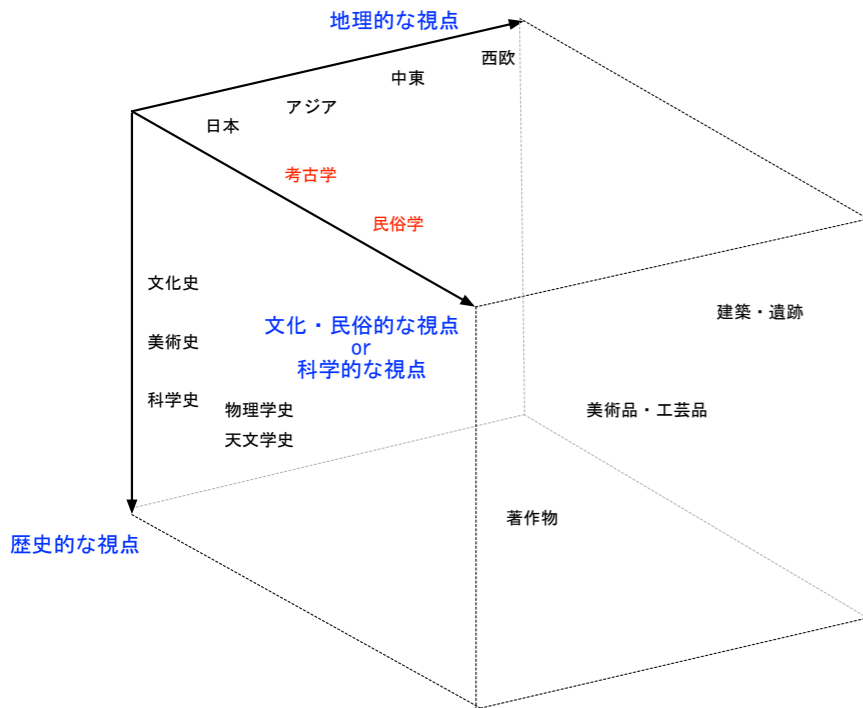 地理的な視点
西欧
中東
アジア
日本
考古学
民俗学
文化史
建築・遺跡
文化・民俗的な視点
or
科学的な視点
美術史
科学史
物理学史
美術品・工芸品
天文学史
著作物
歴史的な視点